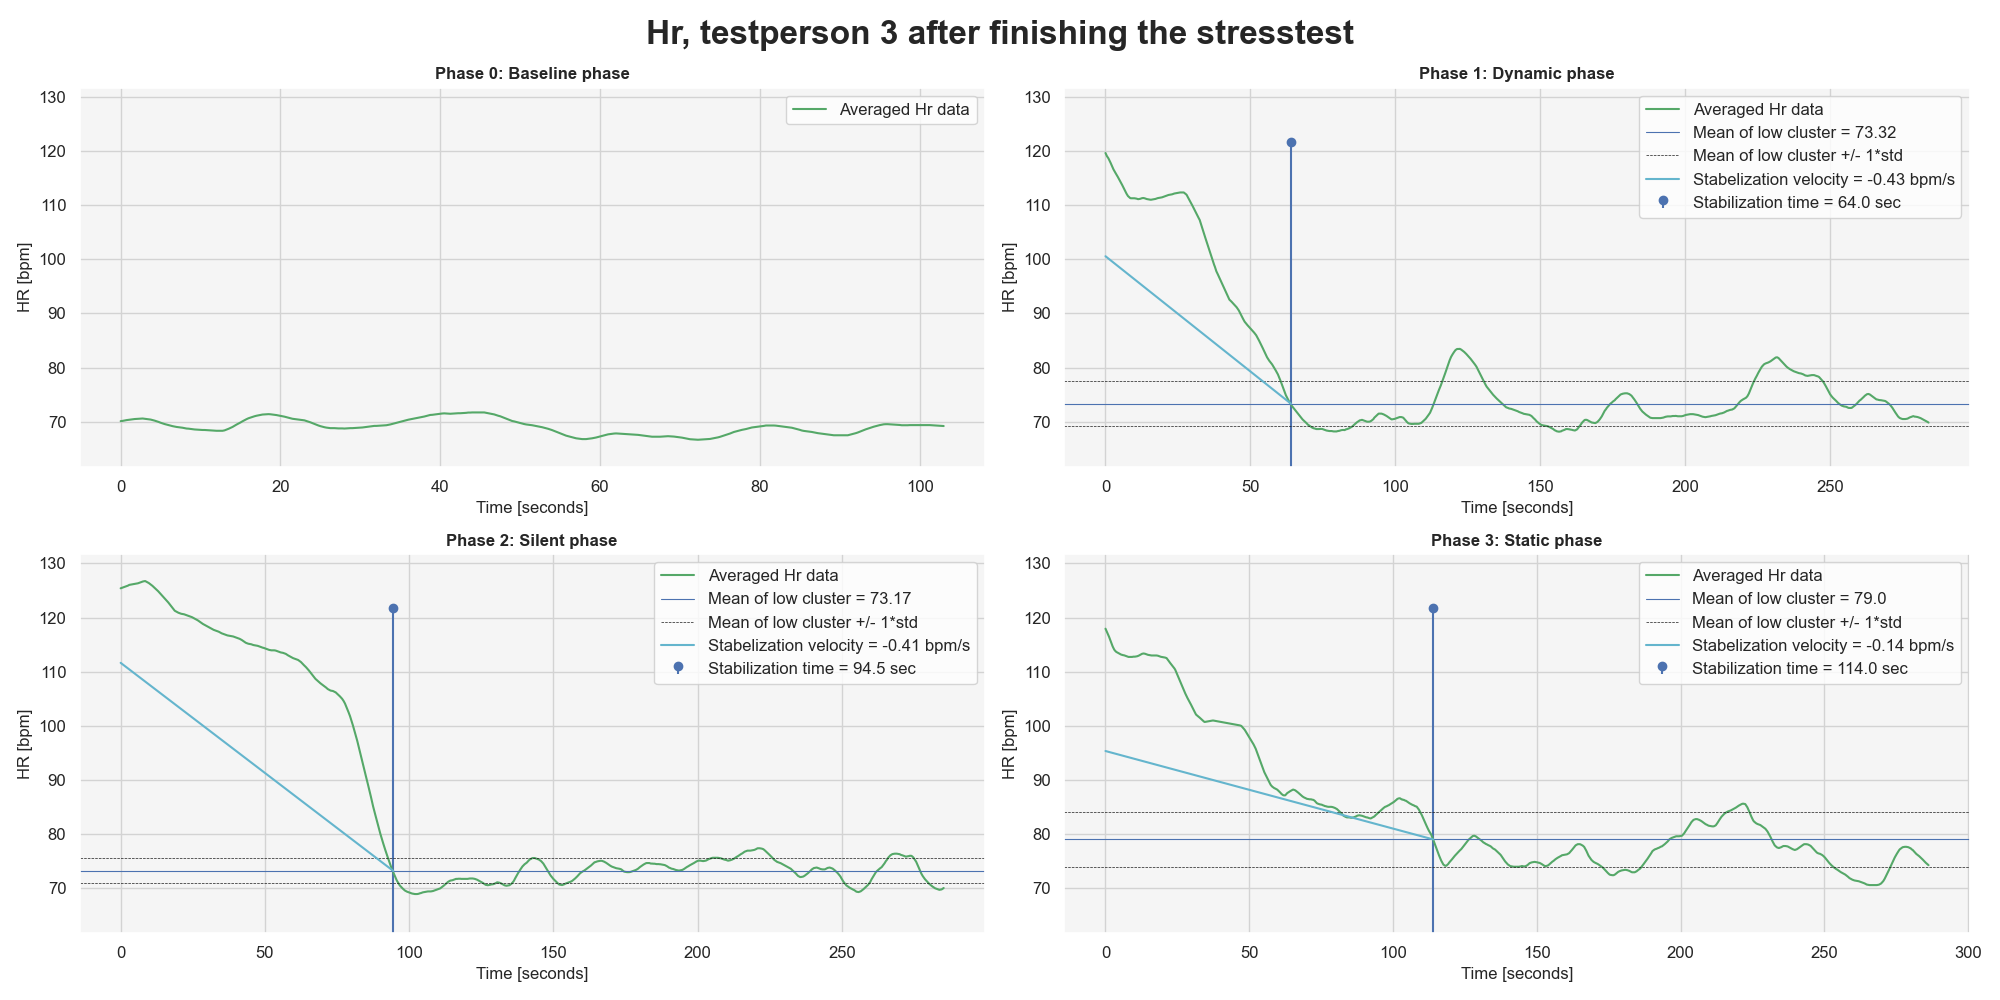 Hr, testperson 3 after finishing the stresstest
Phase 0: Baseline phase
130
120
110
100
90
80
70
HR [bpm]
0 20 40 60 80 100
Time [seconds]
Averaged Hr data
Phase 1: Dynamic phase
130
120
110
100
90
80
70
HR [bpm]
0 50 100 150 200 250
Time [seconds]
Averaged Hr data
Mean of low cluster = 73.32
Mean of low cluster +/- 1*std
Stabelization velocity = -0.43 bpm/s
Stabilization time = 64.0 sec
Phase 2: Silent phase
130
120
110
100
90
80
70
HR [bpm]
0 50 100 150 200 250
Time [seconds]
Averaged Hr data
Mean of low cluster = 73.17
Mean of low cluster +/- 1*std
Stabelization velocity = -0.41 bpm/s
Stabilization time = 94.5 sec
Phase 3: Static phase
130
120
110
100
90
80
70
HR [bpm]
0 50 100 150 200 250 300
Time [seconds]
Averaged Hr data
Mean of low cluster = 79.0
Mean of low cluster +/- 1*std
Stabelization velocity = -0.14 bpm/s
Stabilization time = 114.0 sec